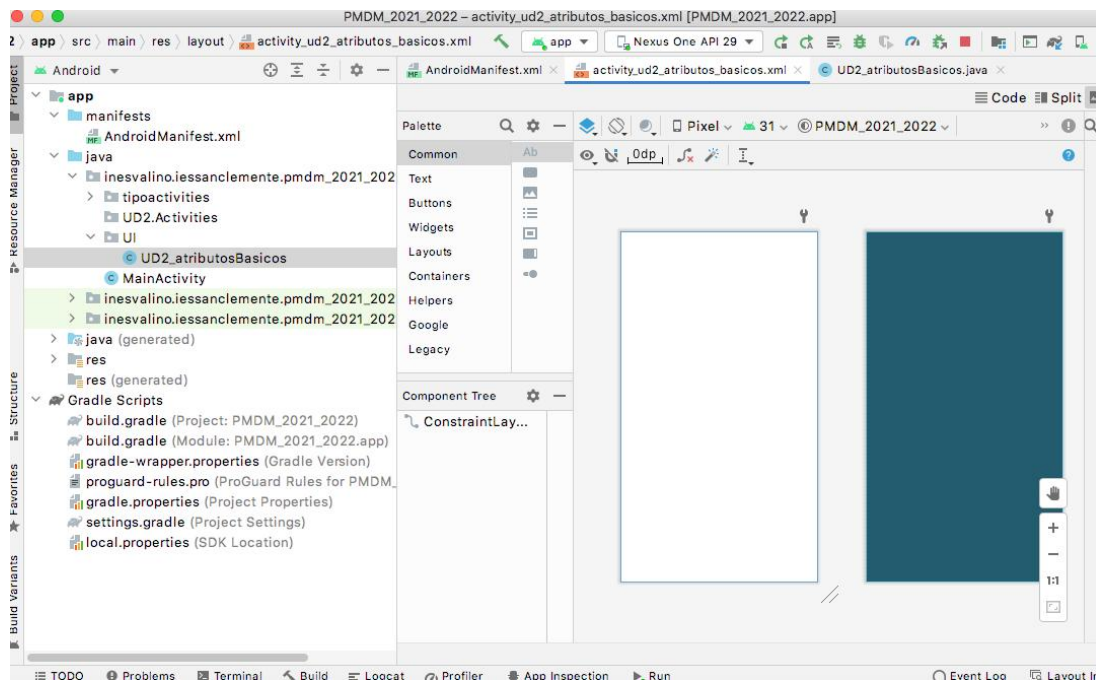 PMDM_2021_2022 – activity_ud2_atributos_basicos.xml [PMDM_2021_2022.app]
2 〉 app 〉 src 〉 main 〉 res 〉 layout 〉 activity_ud2_atributos_basicos.xml app Nexus One API 29
Project
Android
AndroidManifest.xml activity_ud2_atributos_basicos.xml UD2_atributosBasicos.java
app
manifests
AndroidManifest.xml
java
inesvalino.iessanclemente.pmdm_2021_202
tipoactivities
UD2.Activities
UI
UD2_atributosBasicos
MainActivity
inesvalino.iessanclemente.pmdm_2021_202
inesvalino.iessanclemente.pmdm_2021_202
java (generated)
res
res (generated)
Gradle Scripts
build.gradle (Project: PMDM_2021_2022)
build.gradle (Module: PMDM_2021_2022.app)
gradle-wrapper.properties (Gradle Version)
proguard-rules.pro (ProGuard Rules for PMDM_
gradle.properties (Project Properties)
settings.gradle (Project Settings)
local.properties (SDK Location)
Resource Manager
Structure
Favorites
Build Variants
Code Split
Palette
Common
Text
Buttons
Widgets
Layouts
Containers
Helpers
Google
Legacy
Ab
Component Tree
ConstraintLay...
Pixel 31 PMDM_2021_2022
0dp
1:1
TODO Problems Terminal Build Logcat Profiler App Inspection Run Event Log Layout In